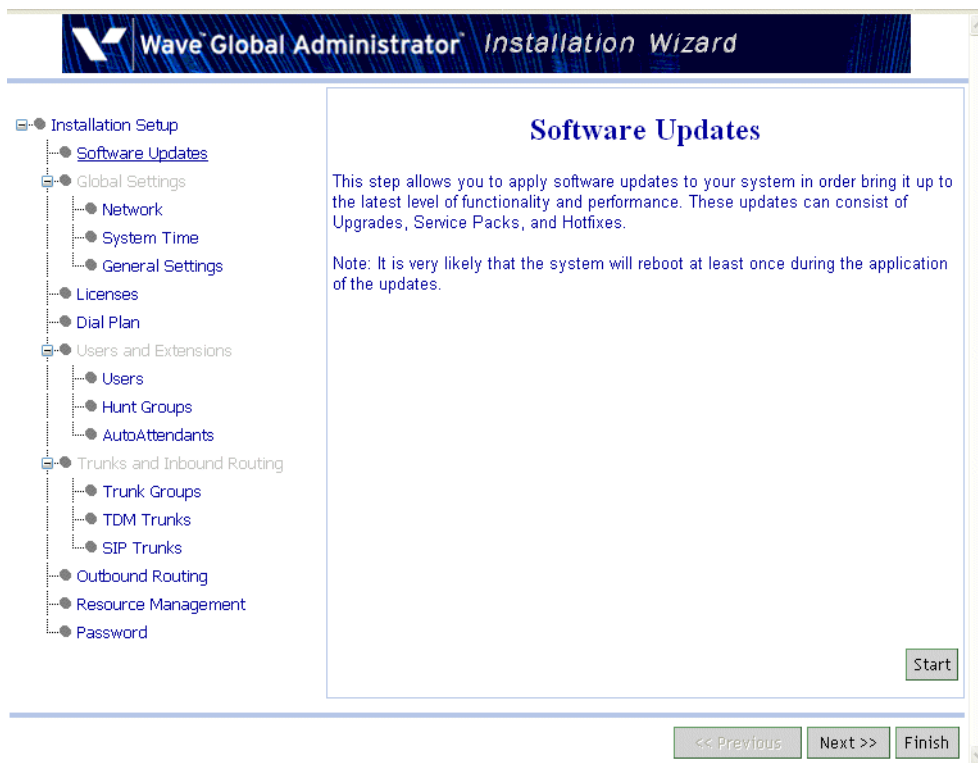 Wave Global Administrator Installation Wizard
Installation Setup
Software Updates
Global Settings
Network
System Time
General Settings
Licenses
Dial Plan
Users and Extensions
Users
Hunt Groups
AutoAttendants
Trunks and Inbound Routing
Trunk Groups
TDM Trunks
SIP Trunks
Outbound Routing
Resource Management
Password
Software Updates
This step allows you to apply software updates to your system in order bring it up to
the latest level of functionality and performance. These updates can consist of
Upgrades, Service Packs, and Hotfixes.
Note: It is very likely that the system will reboot at least once during the application
of the updates.
Start
<< Previous Next >> Finish